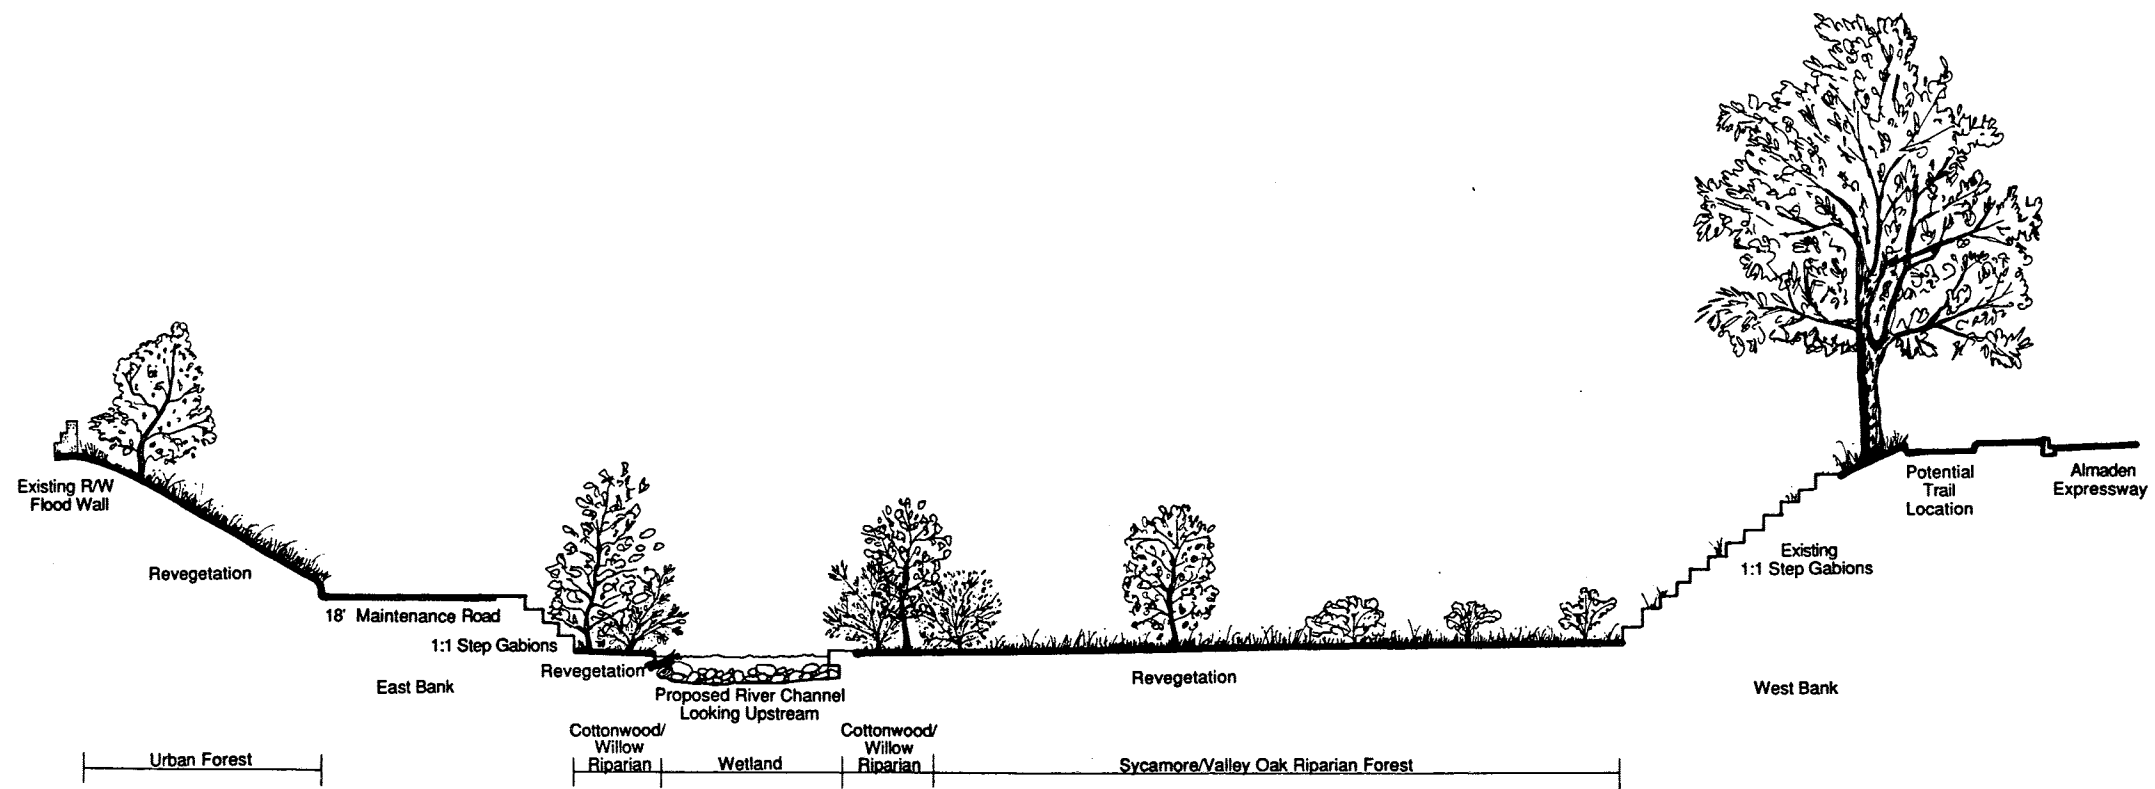 Existing R/W
Flood Wall
Revegetation
18' Maintenance Road
1:1 Step Gabions
East Bank
Revegetation
Proposed River Channel
Looking Upstream
Revegetation
Potential
Trail
Location
Almaden
Expressway
Existing
1:1 Step Gabions
West Bank
Urban Forest
Cottonwood/
Willow
Riparian
Wetland
Cottonwood/
Willow
Riparian
Sycamore/Valley Oak Riparian Forest